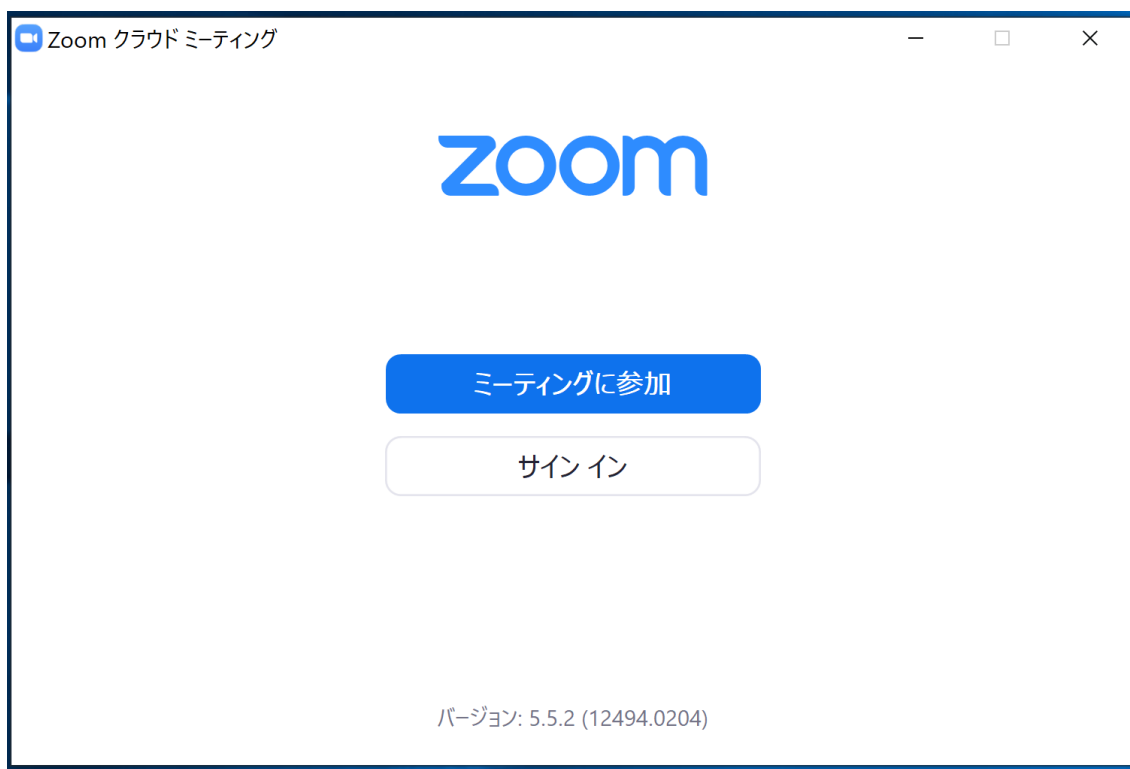 Zoom クラウド ミーティング
zoom
ミーティングに参加
サイン イン
バージョン: 5.5.2 (12494.0204)